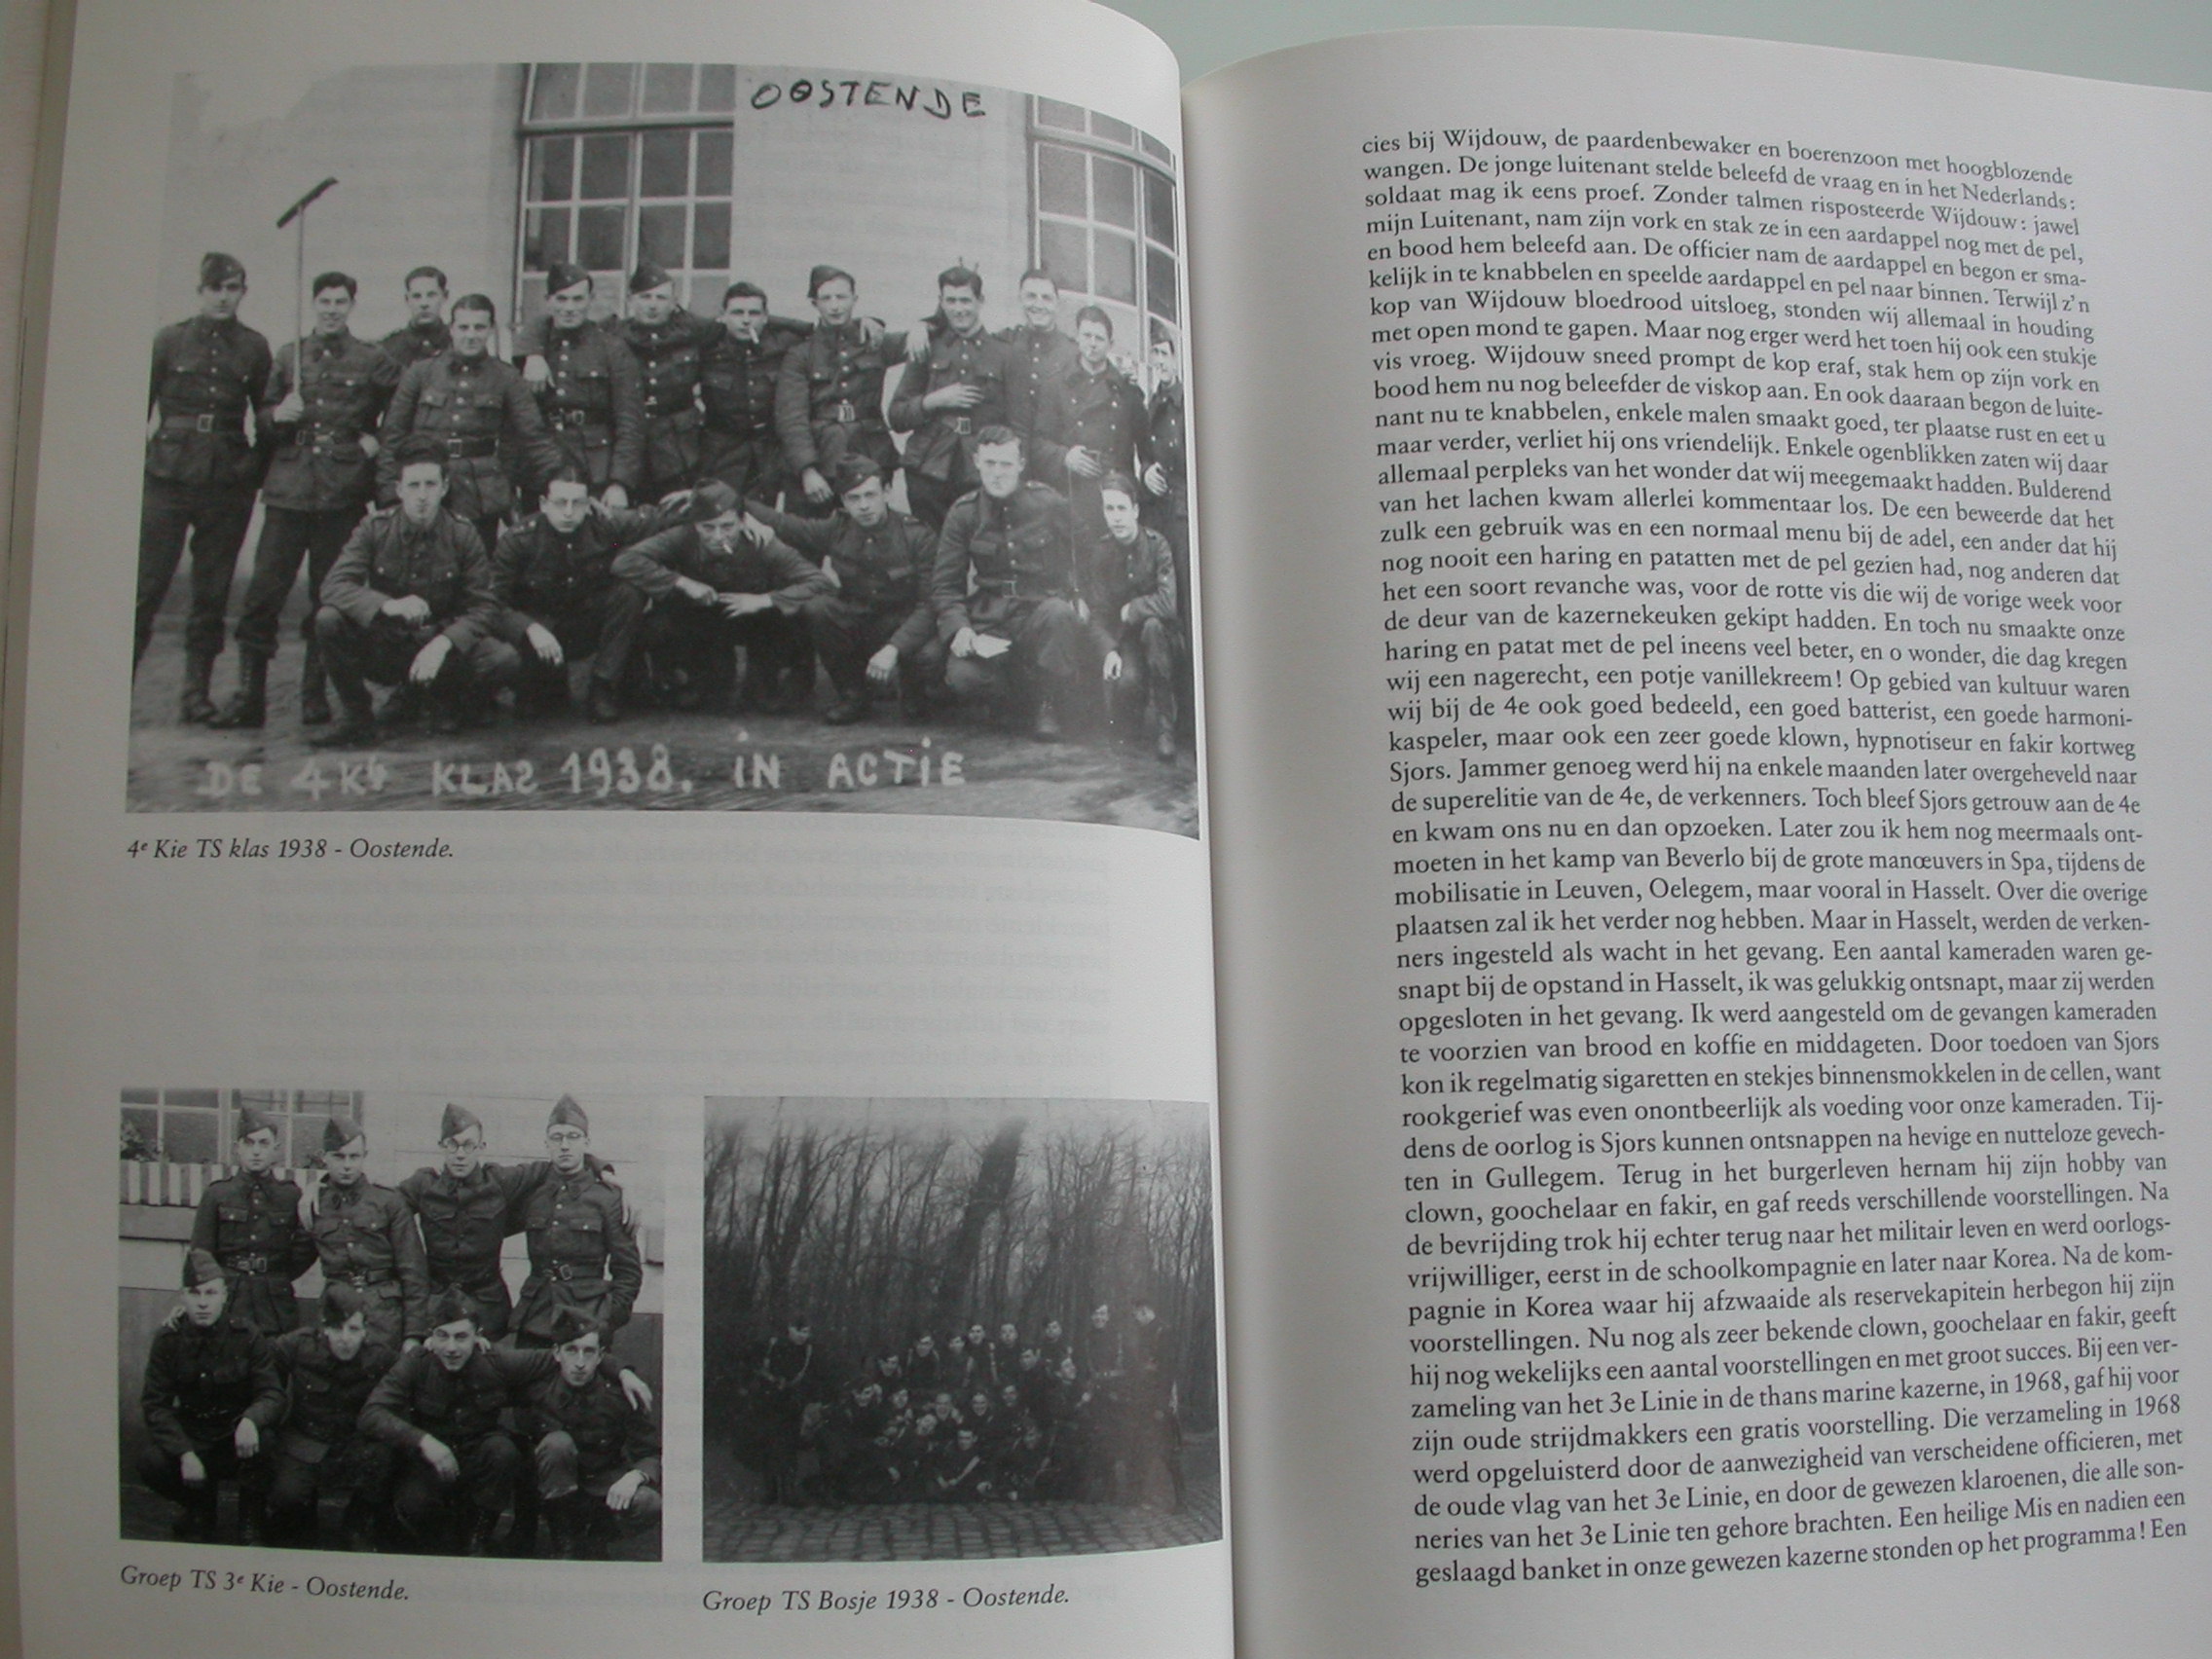 OOSTENDE
DE 4 KIE KLAS 1938. IN ACTIE
4e Kie TS klas 1938 - Oostende.
Groep TS 3e Kie - Oostende.
Groep TS Bosje 1938 - Oostende.
cies bij Wijdouw, de paardenbewaker en boerenzoon met hoogblozende
wangen. De jonge luitenant stelde beleefd de vraag en in het Nederlands:
soldaat mag ik eens proef. Zonder talmen risposteerde Wijdouw: jawel
mijn Luitenant, nam zijn vork en stak ze in een aardappel nog met de pel,
en bood hem beleefd aan. De officier nam de aardappel en begon er sma-
kelijk in te knabbelen en speelde aardappel en pel naar binnen. Terwijl z'n
kop van Wijdouw bloedrood uitsloeg, stonden wij allemaal in houding
met open mond te gapen. Maar nog erger werd het toen hij ook een stukje
vis vroeg. Wijdouw sneed prompt de kop eraf, stak hem op zijn vork en
bood hem nu nog beleefder de viskop aan. En ook daaraan begon de luite-
nant nu te knabbelen, enkele malen smaakt goed, ter plaatse rust en eet u
maar verder, verliet hij ons vriendelijk. Enkele ogenblikken zaten wij daar
allemaal perpleks van het wonder dat wij meegemaakt hadden. Bulderend
van het lachen kwam allerlei kommentaar los. De een beweerde dat het
zulk een gebruik was en een normaal menu bij de adel, een ander dat hij
nog nooit een haring en patatten met de pel gezien had, nog anderen dat
het een soort revanche was, voor de rotte vis die wij de vorige week voor
de deur van de kazernekeuken gekipt hadden. En toch nu smaakte onze
haring en patat met de pel ineens veel beter, en o wonder, die dag kregen
wij een nagerecht, een potje vanillekreem! Op gebied van kultuur waren
wij bij de 4e ook goed bedeeld, een goed batterist, een goede harmoni-
kaspeler, maar ook een zeer goede klown, hypnotiseur en fakir kortweg
Sjors. Jammer genoeg werd hij na enkele maanden later overgeheveld naar
de superelitie van de 4e, de verkenners. Toch bleef Sjors getrouw aan de 4e
en kwam ons nu en dan opzoeken. Later zou ik hem nog meermaals ont-
moeten in het kamp van Beverlo bij de grote manœuvers in Spa, tijdens de
mobilisatie in Leuven, Oelegem, maar vooral in Hasselt. Over die overige
plaatsen zal ik het verder nog hebben. Maar in Hasselt, werden de verken-
ners ingesteld als wacht in het gevang. Een aantal kameraden waren ge-
snapt bij de opstand in Hasselt, ik was gelukkig ontsnapt, maar zij werden
opgesloten in het gevang. Ik werd aangesteld om de gevangen kameraden
te voorzien van brood en koffie en middageten. Door toedoen van Sjors
kon ik regelmatig sigaretten en stekjes binnensmokkelen in de cellen, want
rookgerief was even onontbeerlijk als voeding voor onze kameraden. Tij-
dens de oorlog is Sjors kunnen ontsnappen na hevige en nutteloze gevech-
ten in Gullegem. Terug in het burgerleven hernam hij zijn hobby van
clown, goochelaar en fakir, en gaf reeds verschillende voorstellingen. Na
de bevrijding trok hij echter terug naar het militair leven en werd oorlogs-
vrijwilliger, eerst in de schoolkompagnie en later naar Korea. Na de kom-
pagnie in Korea waar hij afzwaaide als reservekapitein herbegon hij zijn
voorstellingen. Nu nog als zeer bekende clown, goochelaar en fakir, geeft
hij nog wekelijks een aantal voorstellingen en met groot succes. Bij een ver-
zameling van het 3e Linie in de thans marine kazerne, in 1968, gaf hij voor
zijn oude strijdmakkers een gratis voorstelling. Die verzameling in 1968
werd opgeluisterd door de aanwezigheid van verscheidene officieren, met
de oude vlag van het 3e Linie, en door de gewezen klaroenen, die alle son-
neries van het 3e Linie ten gehore brachten. Een heilige Mis en nadien een
geslaagd banket in onze gewezen kazerne stonden op het programma! Een